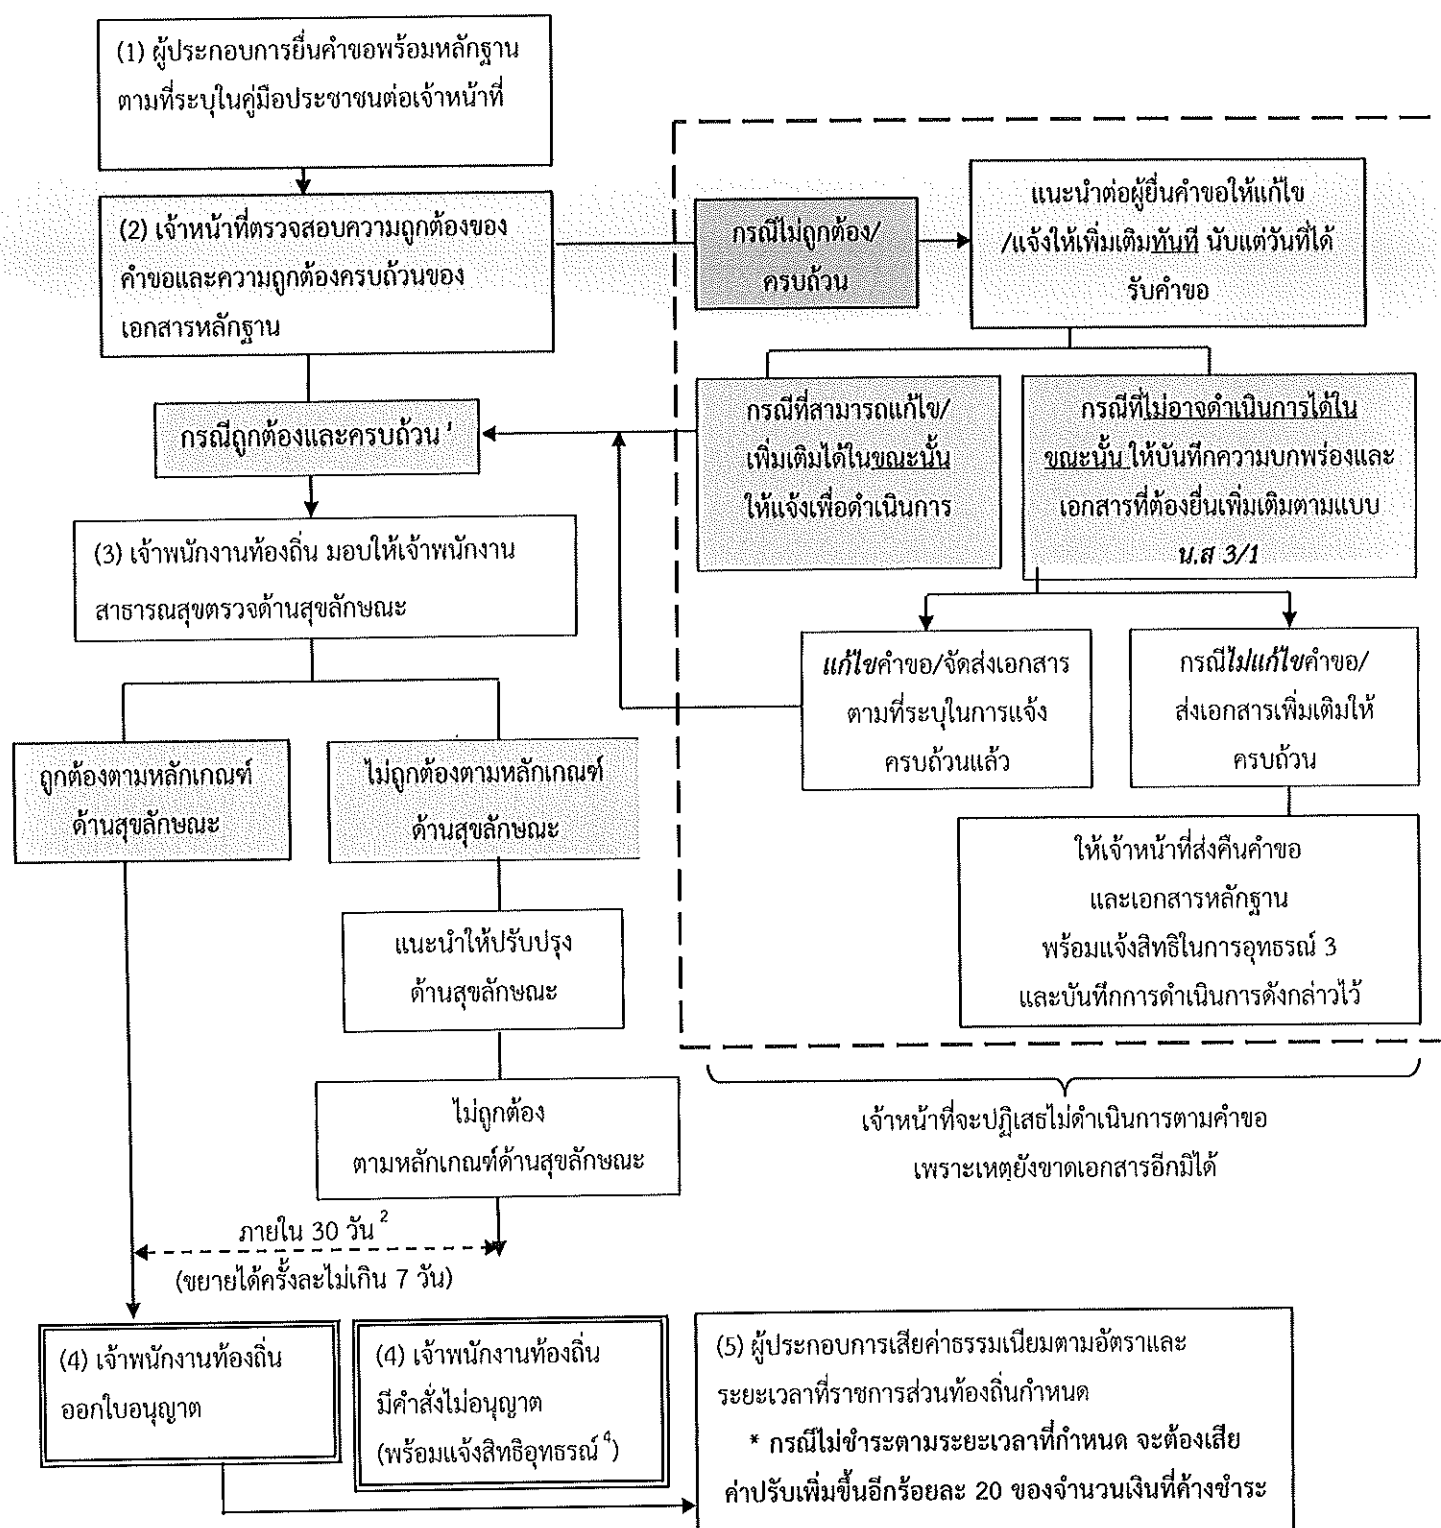 (1) ผู้ประกอบการยื่นคำขอพร้อมหลักฐาน
ตามที่ระบุในคู่มือประชาชนต่อเจ้าหน้าที่
(2) เจ้าหน้าที่ตรวจสอบความถูกต้องของ
คำขอและความถูกต้องครบถ้วนของ
เอกสารหลักฐาน
กรณีไม่ถูกต้อง/
ครบถ้วน
แนะนำต่อผู้ยื่นคำขอให้แก้ไข
/แจ้งให้เพิ่มเติมทันที นับแต่วันที่ได้
รับคำขอ
กรณีถูกต้องและครบถ้วน 1
กรณีที่สามารถแก้ไข/
เพิ่มเติมได้ในขณะนั้น
ให้แจ้งเพื่อดำเนินการ
กรณีที่ไม่อาจดำเนินการได้ใน
ขณะนั้น ให้บันทึกความบกพร่องและ
เอกสารที่ต้องยื่นเพิ่มเติมตามแบบ
น.ส 3/1
(3) เจ้าพนักงานท้องถิ่น มอบให้เจ้าพนักงาน
สาธารณสุขตรวจด้านสุขลักษณะ
แก้ไขคำขอ/จัดส่งเอกสาร
ตามที่ระบุในการแจ้ง
ครบถ้วนแล้ว
กรณีไม่แก้ไขคำขอ/
ส่งเอกสารเพิ่มเติมให้
ครบถ้วน
ถูกต้องตามหลักเกณฑ์
ด้านสุขลักษณะ
ไม่ถูกต้องตามหลักเกณฑ์
ด้านสุขลักษณะ
ให้เจ้าหน้าที่ส่งคืนคำขอ
และเอกสารหลักฐาน
พร้อมแจ้งสิทธิในการอุทธรณ์ 3
และบันทึกการดำเนินการดังกล่าวไว้
แนะนำให้ปรับปรุง
ด้านสุขลักษณะ
ไม่ถูกต้อง
ตามหลักเกณฑ์ด้านสุขลักษณะ
เจ้าหน้าที่จะปฏิเสธไม่ดำเนินการตามคำขอ
เพราะเหตุยังขาดเอกสารอีกมิได้
ภายใน 30 วัน 2
(ขยายได้ครั้งละไม่เกิน 7 วัน)
(4) เจ้าพนักงานท้องถิ่น
ออกใบอนุญาต
(4) เจ้าพนักงานท้องถิ่น
มีคำสั่งไม่อนุญาต
(พร้อมแจ้งสิทธิอุทธรณ์ 4)
(5) ผู้ประกอบการเสียค่าธรรมเนียมตามอัตราและ
ระยะเวลาที่ราชการส่วนท้องถิ่นกำหนด
* กรณีไม่ชำระตามระยะเวลาที่กำหนด จะต้องเสีย
ค่าปรับเพิ่มขึ้นอีกร้อยละ 20 ของจำนวนเงินที่ค้างชำระ